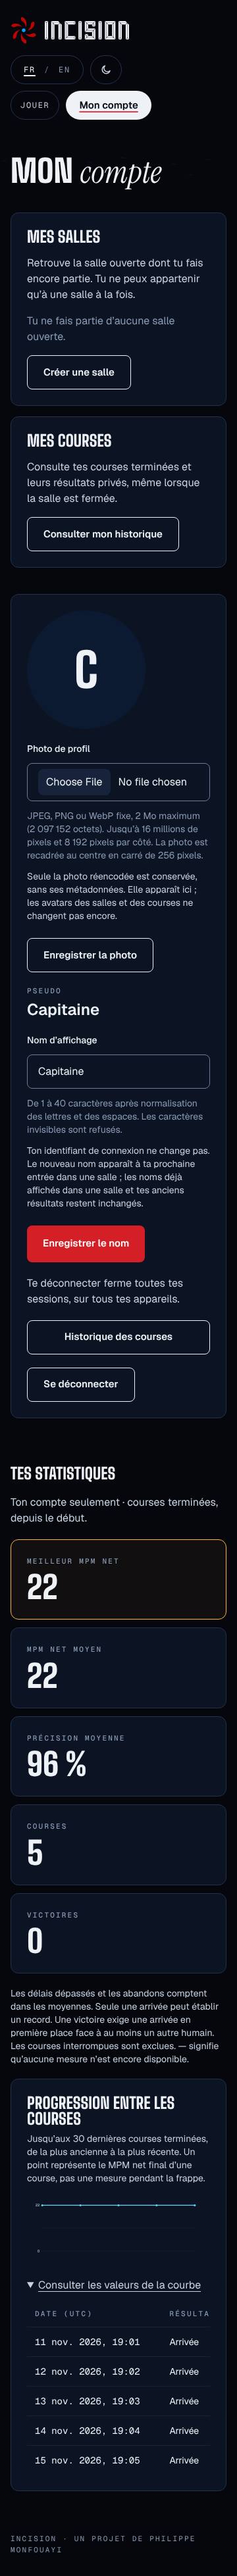 INCISION
FR / EN
JOUER
Mon compte
MON compte
MES SALLES
Retrouve la salle ouverte dont tu fais
encore partie. Tu ne peux appartenir
qu'à une salle à la fois.
Tu ne fais partie d'aucune salle
ouverte.
Créer une salle
MES COURSES
Consulte tes courses terminées et
leurs résultats privés, même lorsque
la salle est fermée.
Consulter mon historique
C
Photo de profil
Choose File No file chosen
JPEG, PNG ou WebP fixe, 2 Mo maximum
(2 097 152 octets). Jusqu'à 16 millions de
pixels et 8 192 pixels par côté. La photo est
recadrée au centre en carré de 256 pixels.
Seule la photo réencodée est conservée,
sans ses métadonnées. Elle apparaît ici ;
les avatars des salles et des courses ne
changent pas encore.
Enregistrer la photo
PSEUDO
Capitaine
Nom d'affichage
Capitaine
De 1 à 40 caractères après normalisation
des lettres et des espaces. Les caractères
invisibles sont refusés.
Ton identifiant de connexion ne change pas.
Le nouveau nom apparaît à ta prochaine
entrée dans une salle ; les noms déjà
affichés dans une salle et tes anciens
résultats restent inchangés.
Enregistrer le nom
Te déconnecter ferme toutes tes
sessions, sur tous tes appareils.
Historique des courses
Se déconnecter
TES STATISTIQUES
Ton compte seulement · courses terminées,
depuis le début.
MEILLEUR MPM NET
22
MPM NET MOYEN
22
PRÉCISION MOYENNE
96 %
COURSES
5
VICTOIRES
0
Les délais dépassés et les abandons comptent
dans les moyennes. Seule une arrivée peut établir
un record. Une victoire exige une arrivée en
première place face à au moins un autre humain.
Les courses interrompues sont exclues. — signifie
qu'aucune mesure n'est encore disponible.
PROGRESSION ENTRE LES
COURSES
Jusqu'aux 30 dernières courses terminées,
de la plus ancienne à la plus récente. Un
point représente le MPM net final d'une
course, pas une mesure pendant la frappe.
▼ Consulter les valeurs de la courbe
DATE (UTC) RÉSULTA
11 nov. 2026, 19:01 Arrivée
12 nov. 2026, 19:02 Arrivée
13 nov. 2026, 19:03 Arrivée
14 nov. 2026, 19:04 Arrivée
15 nov. 2026, 19:05 Arrivée
INCISION · UN PROJET DE PHILIPPE
MONFOUAYI